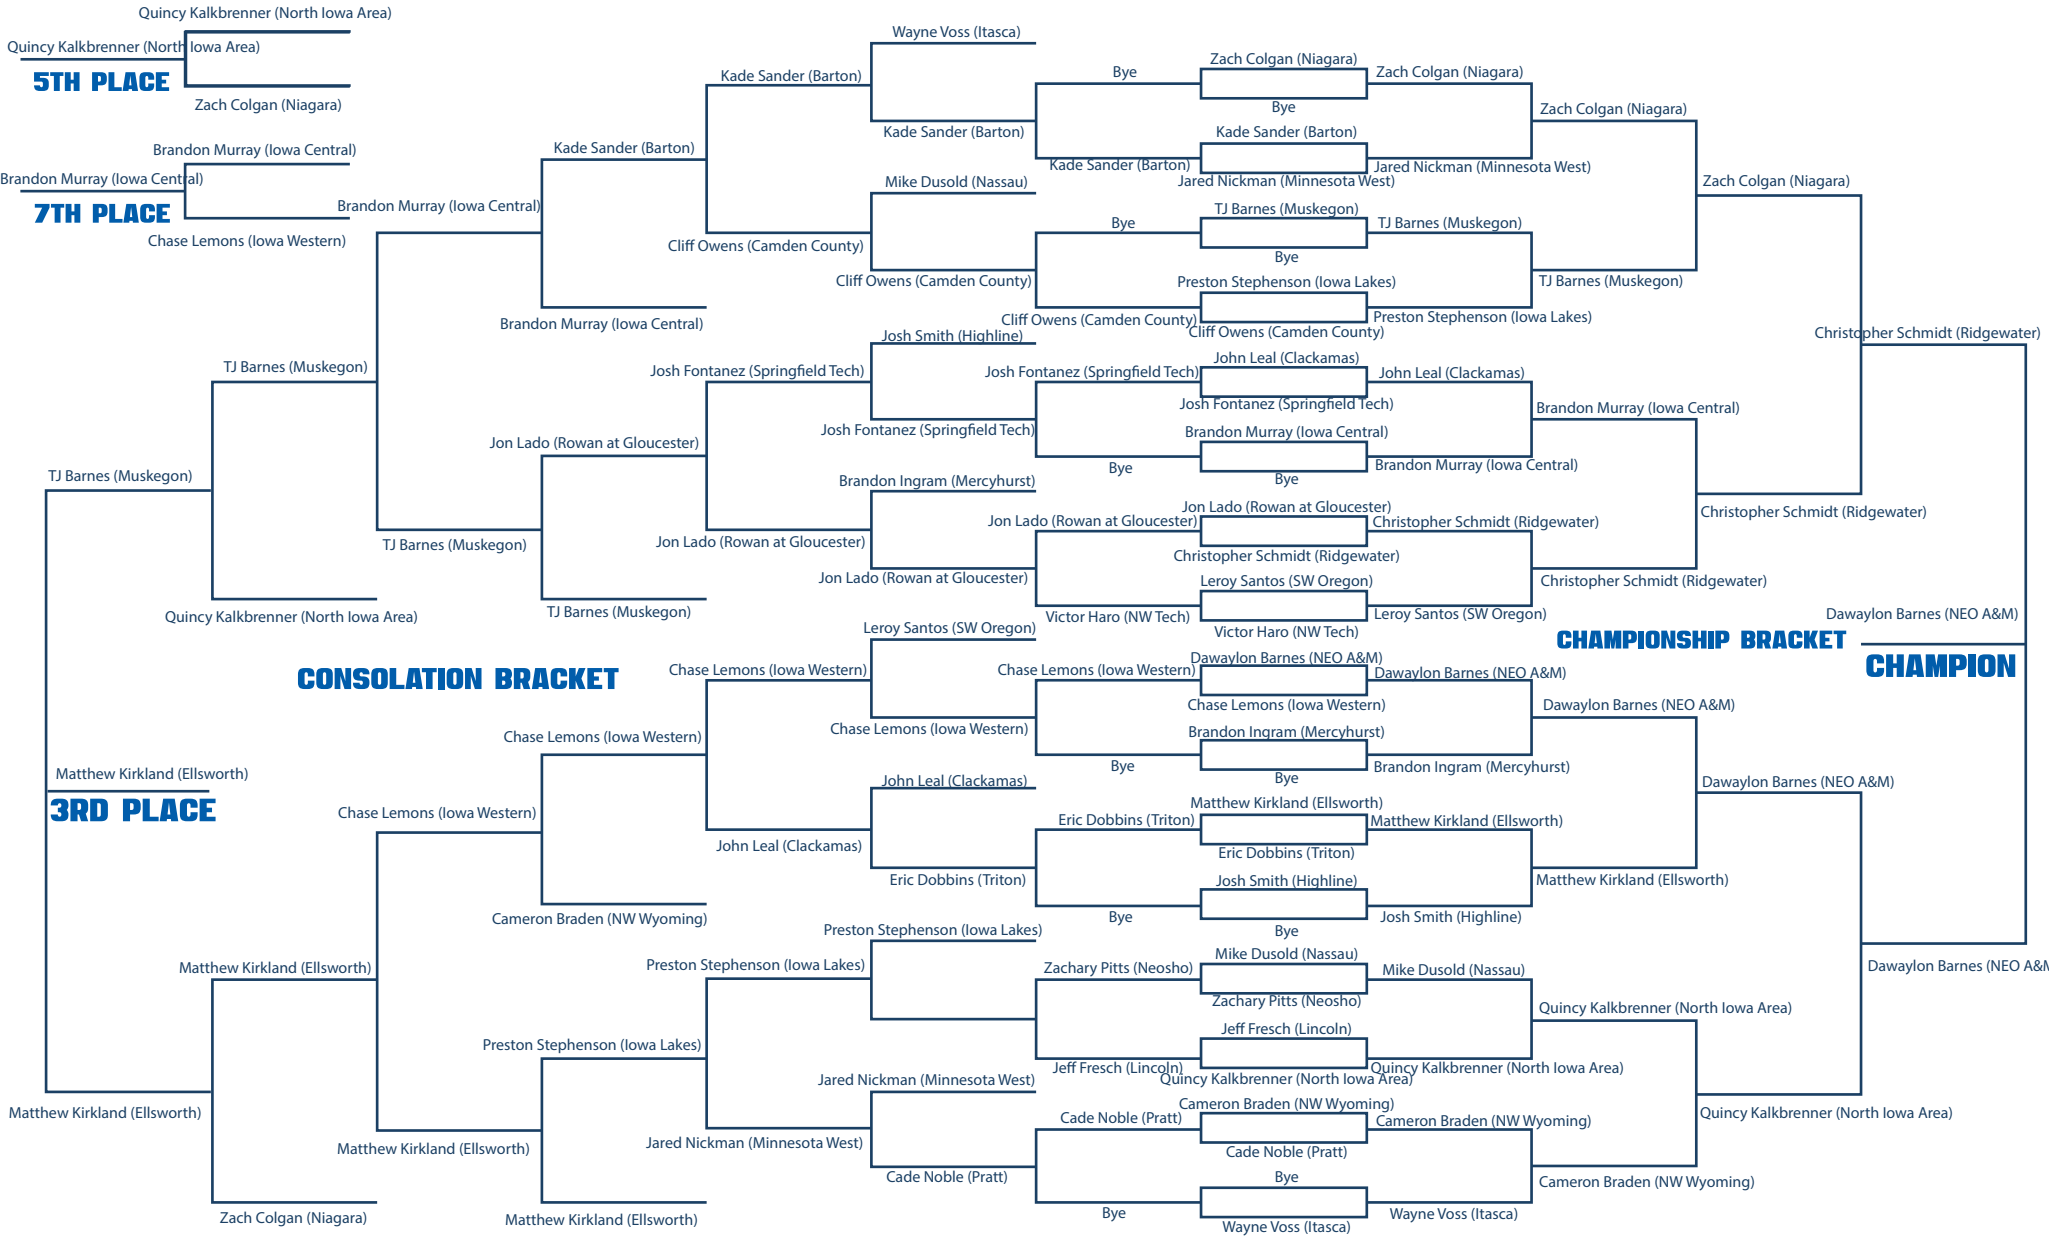 Quincy Kalkbrenner (North Iowa Area)
Quincy Kalkbrenner (North Iowa Area)
5TH PLACE
Zach Colgan (Niagara)
Brandon Murray (Iowa Central)
Brandon Murray (Iowa Central)
7TH PLACE
Chase Lemons (Iowa Western)
TJ Barnes (Muskegon)
Matthew Kirkland (Ellsworth)
3RD PLACE
Matthew Kirkland (Ellsworth)
TJ Barnes (Muskegon)
Quincy Kalkbrenner (North Iowa Area)
CONSOLATION BRACKET
Matthew Kirkland (Ellsworth)
Zach Colgan (Niagara)
Brandon Murray (Iowa Central)
TJ Barnes (Muskegon)
Chase Lemons (Iowa Western)
Matthew Kirkland (Ellsworth)
Kade Sander (Barton)
Brandon Murray (Iowa Central)
Jon Lado (Rowan at Gloucester)
TJ Barnes (Muskegon)
Chase Lemons (Iowa Western)
Cameron Braden (NW Wyoming)
Preston Stephenson (Iowa Lakes)
Matthew Kirkland (Ellsworth)
Kade Sander (Barton)
Cliff Owens (Camden County)
Josh Fontanez (Springfield Tech)
Jon Lado (Rowan at Gloucester)
Chase Lemons (Iowa Western)
John Leal (Clackamas)
Preston Stephenson (Iowa Lakes)
Jared Nickman (Minnesota West)
Wayne Voss (Itasca)
Kade Sander (Barton)
Mike Dusold (Nassau)
Cliff Owens (Camden County)
Josh Smith (Highline)
Josh Fontanez (Springfield Tech)
Brandon Ingram (Mercyhurst)
Jon Lado (Rowan at Gloucester)
Leroy Santos (SW Oregon)
Chase Lemons (Iowa Western)
John Leal (Clackamas)
Eric Dobbins (Triton)
Preston Stephenson (Iowa Lakes)
Jared Nickman (Minnesota West)
Cade Noble (Pratt)
Bye
Kade Sander (Barton)
Bye
Cliff Owens (Camden County)
Josh Fontanez (Springfield Tech)
Bye
Jon Lado (Rowan at Gloucester)
Victor Haro (NW Tech)
Chase Lemons (Iowa Western)
Bye
Eric Dobbins (Triton)
Bye
Zachary Pitts (Neosho)
Jeff Fresch (Lincoln)
Cade Noble (Pratt)
Bye
Zach Colgan (Niagara)
Bye
Kade Sander (Barton)
Jared Nickman (Minnesota West)
TJ Barnes (Muskegon)
Bye
Preston Stephenson (Iowa Lakes)
Cliff Owens (Camden County)
John Leal (Clackamas)
Josh Fontanez (Springfield Tech)
Brandon Murray (Iowa Central)
Bye
Jon Lado (Rowan at Gloucester)
Christopher Schmidt (Ridgewater)
Leroy Santos (SW Oregon)
Victor Haro (NW Tech)
Dawaylon Barnes (NEO A&M)
Chase Lemons (Iowa Western)
Brandon Ingram (Mercyhurst)
Bye
Matthew Kirkland (Ellsworth)
Eric Dobbins (Triton)
Josh Smith (Highline)
Bye
Mike Dusold (Nassau)
Zachary Pitts (Neosho)
Jeff Fresch (Lincoln)
Quincy Kalkbrenner (North Iowa Area)
Cameron Braden (NW Wyoming)
Cade Noble (Pratt)
Bye
Wayne Voss (Itasca)
Zach Colgan (Niagara)
Jared Nickman (Minnesota West)
TJ Barnes (Muskegon)
Preston Stephenson (Iowa Lakes)
John Leal (Clackamas)
Brandon Murray (Iowa Central)
Christopher Schmidt (Ridgewater)
Leroy Santos (SW Oregon)
Dawaylon Barnes (NEO A&M)
Brandon Ingram (Mercyhurst)
Matthew Kirkland (Ellsworth)
Josh Smith (Highline)
Mike Dusold (Nassau)
Quincy Kalkbrenner (North Iowa Area)
Cameron Braden (NW Wyoming)
Wayne Voss (Itasca)
Zach Colgan (Niagara)
TJ Barnes (Muskegon)
Brandon Murray (Iowa Central)
Christopher Schmidt (Ridgewater)
CHAMPIONSHIP BRACKET
Dawaylon Barnes (NEO A&M)
Matthew Kirkland (Ellsworth)
Quincy Kalkbrenner (North Iowa Area)
Cameron Braden (NW Wyoming)
Zach Colgan (Niagara)
Christopher Schmidt (Ridgewater)
Dawaylon Barnes (NEO A&M)
Quincy Kalkbrenner (North Iowa Area)
Christopher Schmidt (Ridgewater)
Dawaylon Barnes (NEO A&M)
CHAMPION
Dawaylon Barnes (NEO A&M